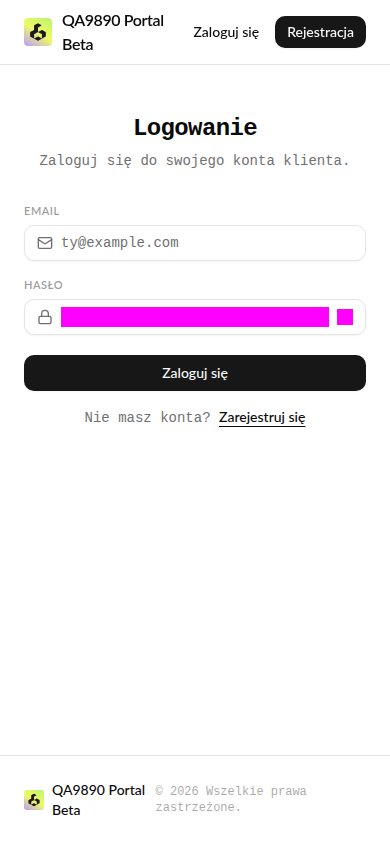 QA9890 Portal
Beta
Zaloguj się
Rejestracja
Logowanie
Zaloguj się do swojego konta klienta.
EMAIL
ty@example.com
HASŁO
Zaloguj się
Nie masz konta? Zarejestruj się
QA9890 Portal
Beta
© 2026 Wszelkie prawa
zastrzeżone.